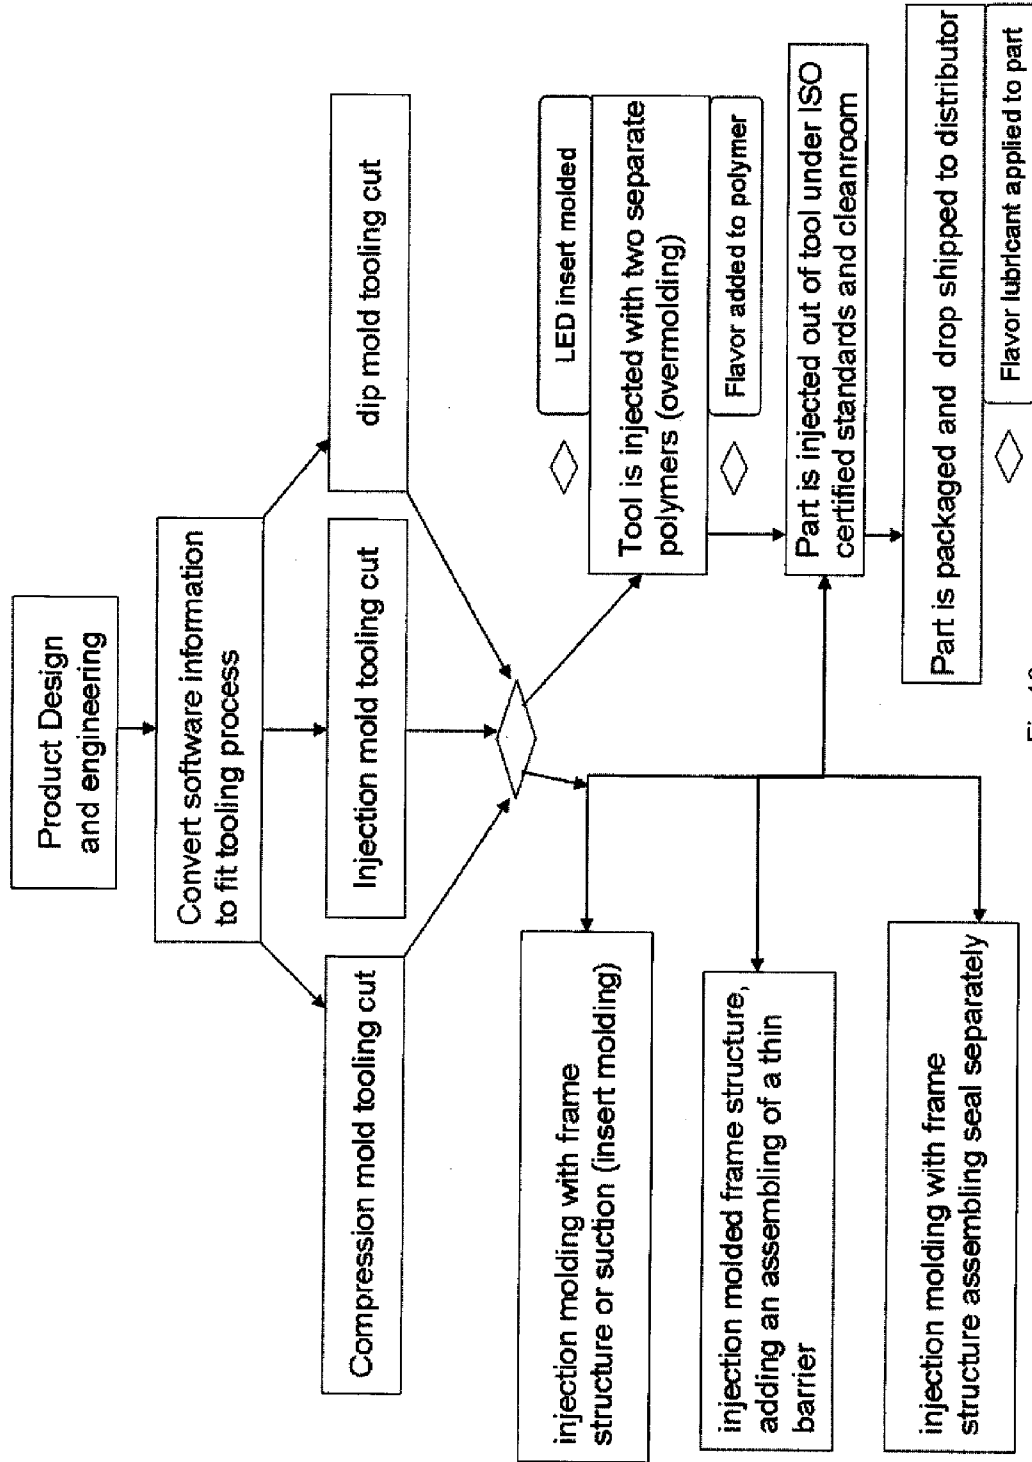 Product Design
and engineering
Convert software information
to fit tooling process
Compression mold tooling cut
Injection mold tooling cut
dip mold tooling cut
injection molding with frame
structure or suction (insert molding)
injection molded frame structure,
adding an assembling of a thin
barrier
injection molding with frame
structure assembling seal separately
LED insert molded
Tool is injected with two separate
polymers (overmolding)
Flavor added to polymer
Part is injected out of tool under ISO
certified standards and cleanroom
Part is packaged and drop shipped to distributor
Flavor lubricant applied to part